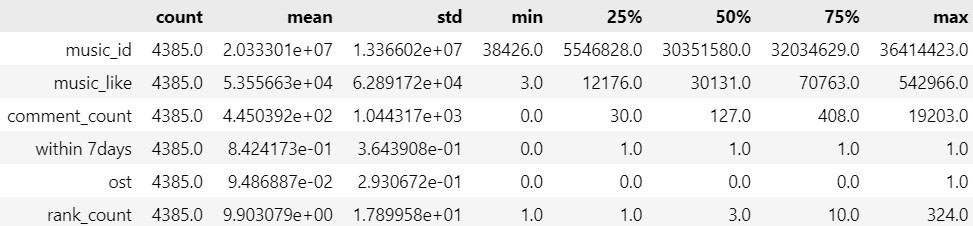 count mean std min 25% 50% 75% max
music_id 4385.0 2.033301e+07 1.336602e+07 38426.0 5546828.0 30351580.0 32034629.0 36414423.0
music_like 4385.0 5.355663e+04 6.289172e+04 3.0 12176.0 30131.0 70763.0 542966.0
comment_count 4385.0 4.450392e+02 1.044317e+03 0.0 30.0 127.0 408.0 19203.0
within 7days 4385.0 8.424173e-01 3.643908e-01 0.0 1.0 1.0 1.0 1.0
ost 4385.0 9.486887e-02 2.930672e-01 0.0 0.0 0.0 0.0 1.0
rank_count 4385.0 9.903079e+00 1.789958e+01 1.0 1.0 3.0 10.0 324.0